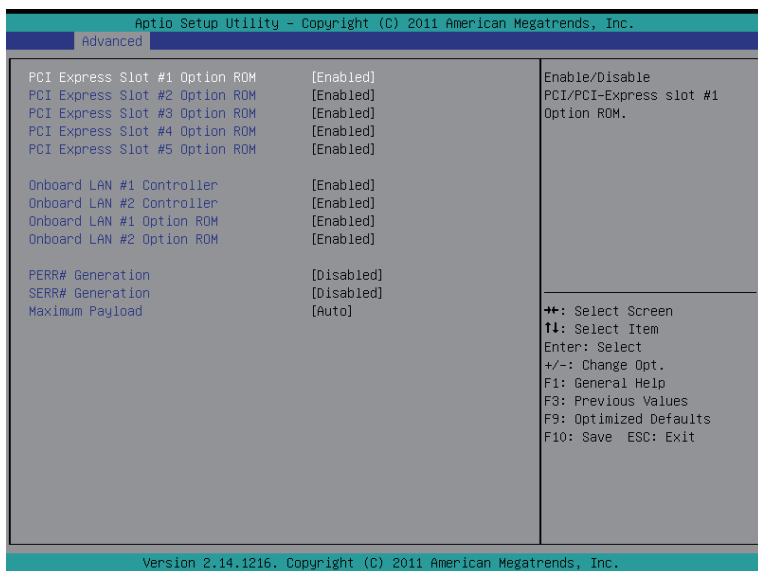 Aptio Setup Utility – Copyright (C) 2011 American Megatrends, Inc.
Advanced
PCI Express Slot #1 Option ROM [Enabled]
PCI Express Slot #2 Option ROM [Enabled]
PCI Express Slot #3 Option ROM [Enabled]
PCI Express Slot #4 Option ROM [Enabled]
PCI Express Slot #5 Option ROM [Enabled]
Onboard LAN #1 Controller [Enabled]
Onboard LAN #2 Controller [Enabled]
Onboard LAN #1 Option ROM [Enabled]
Onboard LAN #2 Option ROM [Enabled]
PERR# Generation [Disabled]
SERR# Generation [Disabled]
Maximum Payload [Auto]
Enable/Disable
PCI/PCI-Express slot #1
Option ROM.
→←: Select Screen
↑↓: Select Item
Enter: Select
+/-: Change Opt.
F1: General Help
F3: Previous Values
F9: Optimized Defaults
F10: Save ESC: Exit
Version 2.14.1216. Copyright (C) 2011 American Megatrends, Inc.